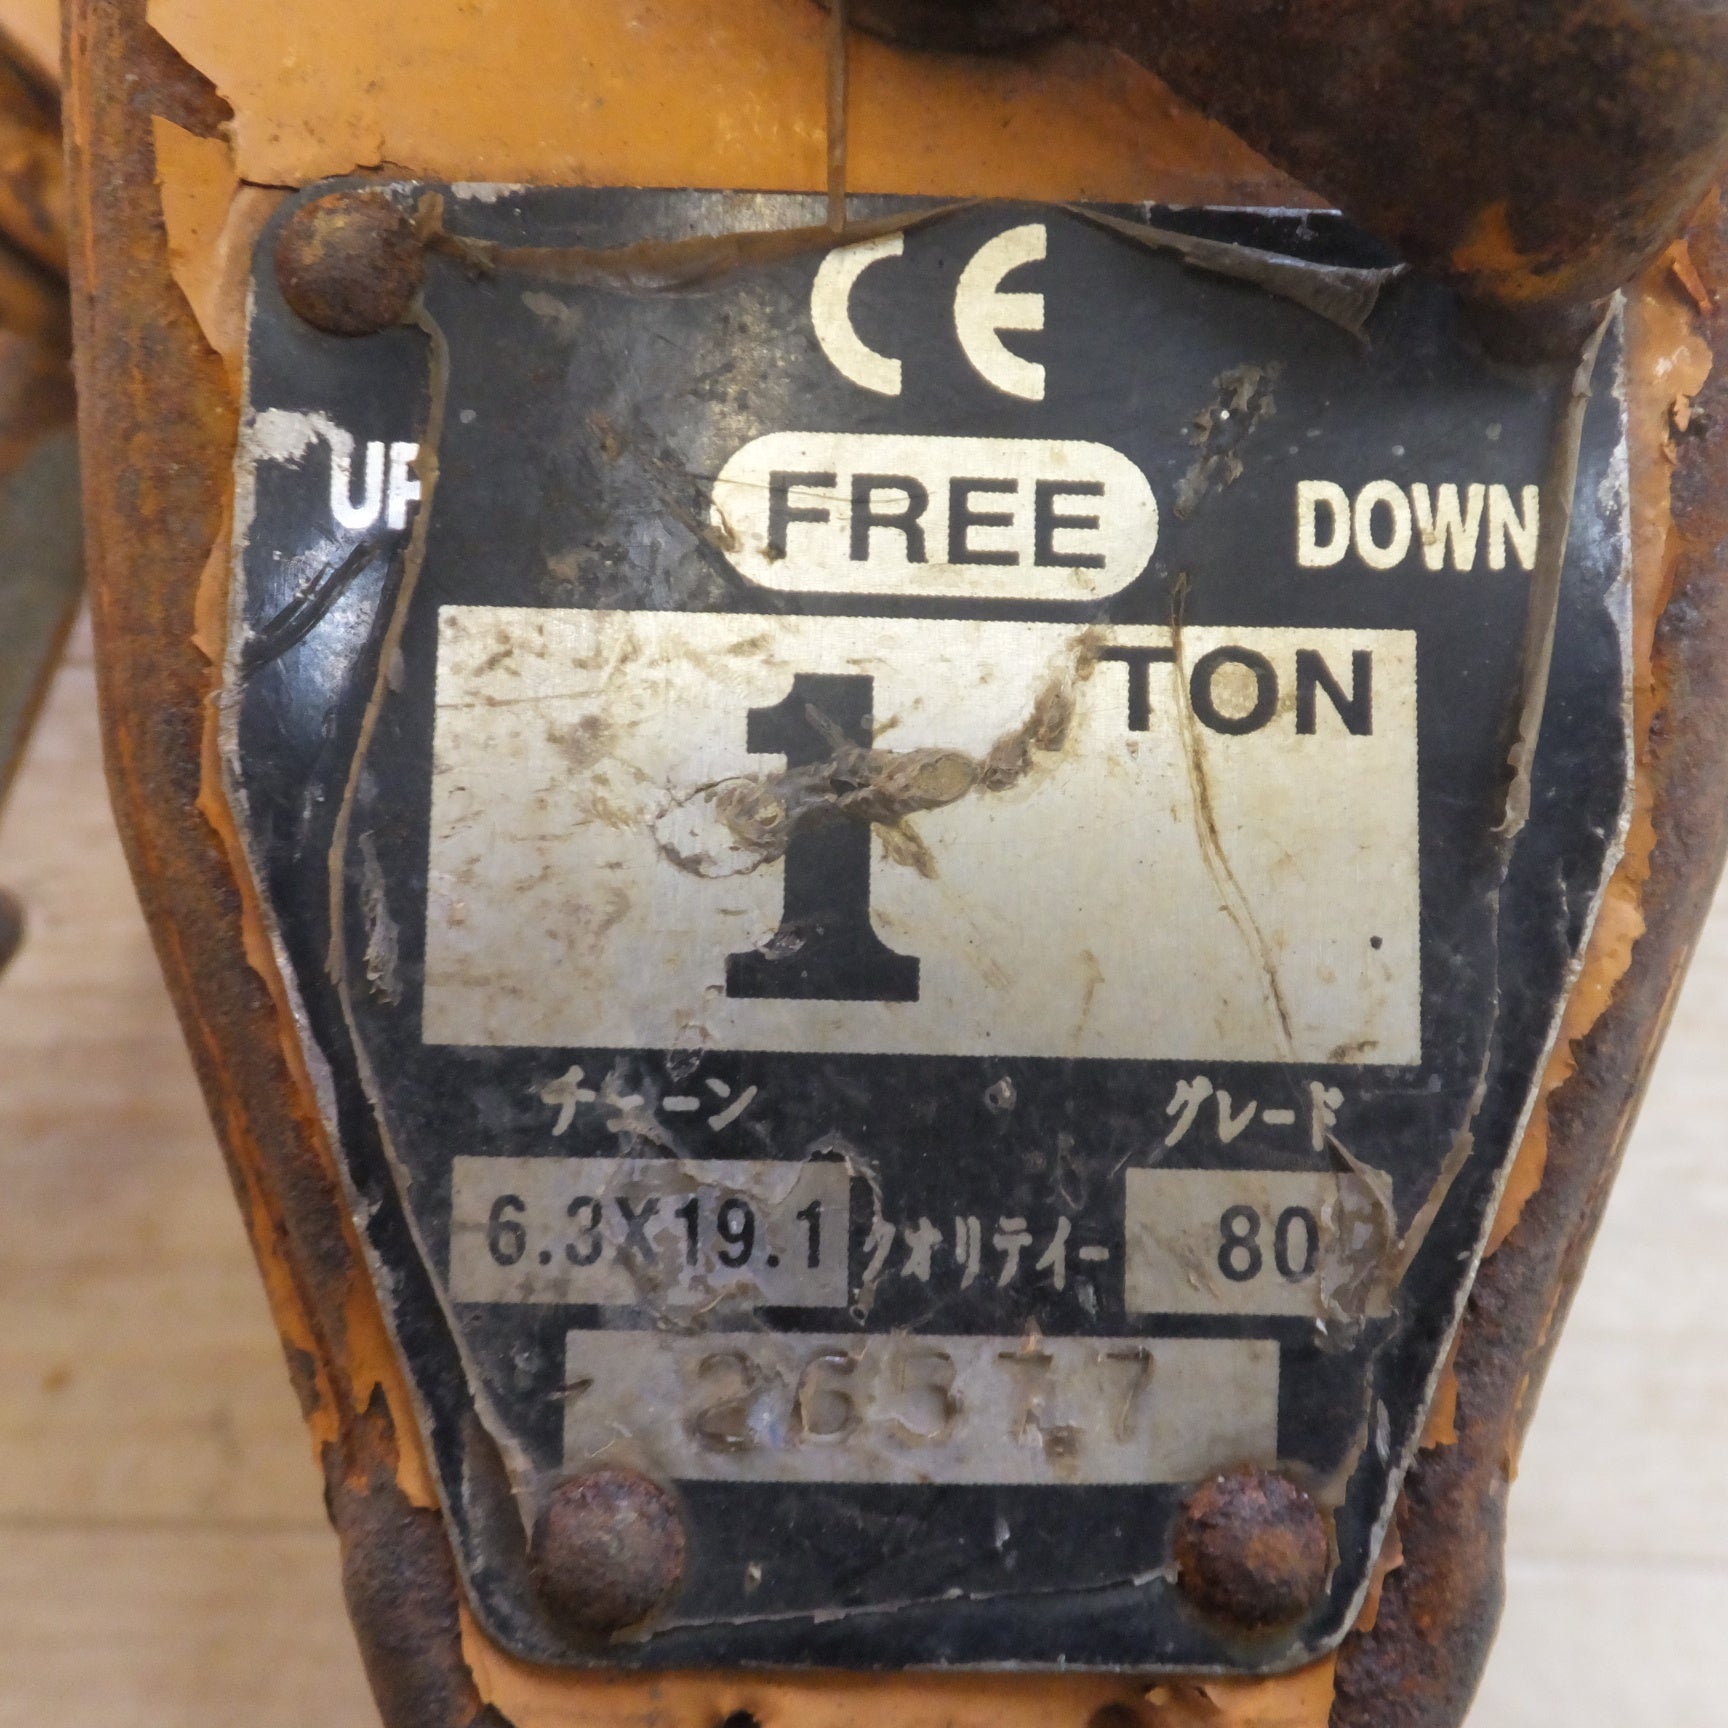 CE
UP FREE DOWN
1 TON
チェーン グレード
6.3X19.1 クオリティー 80